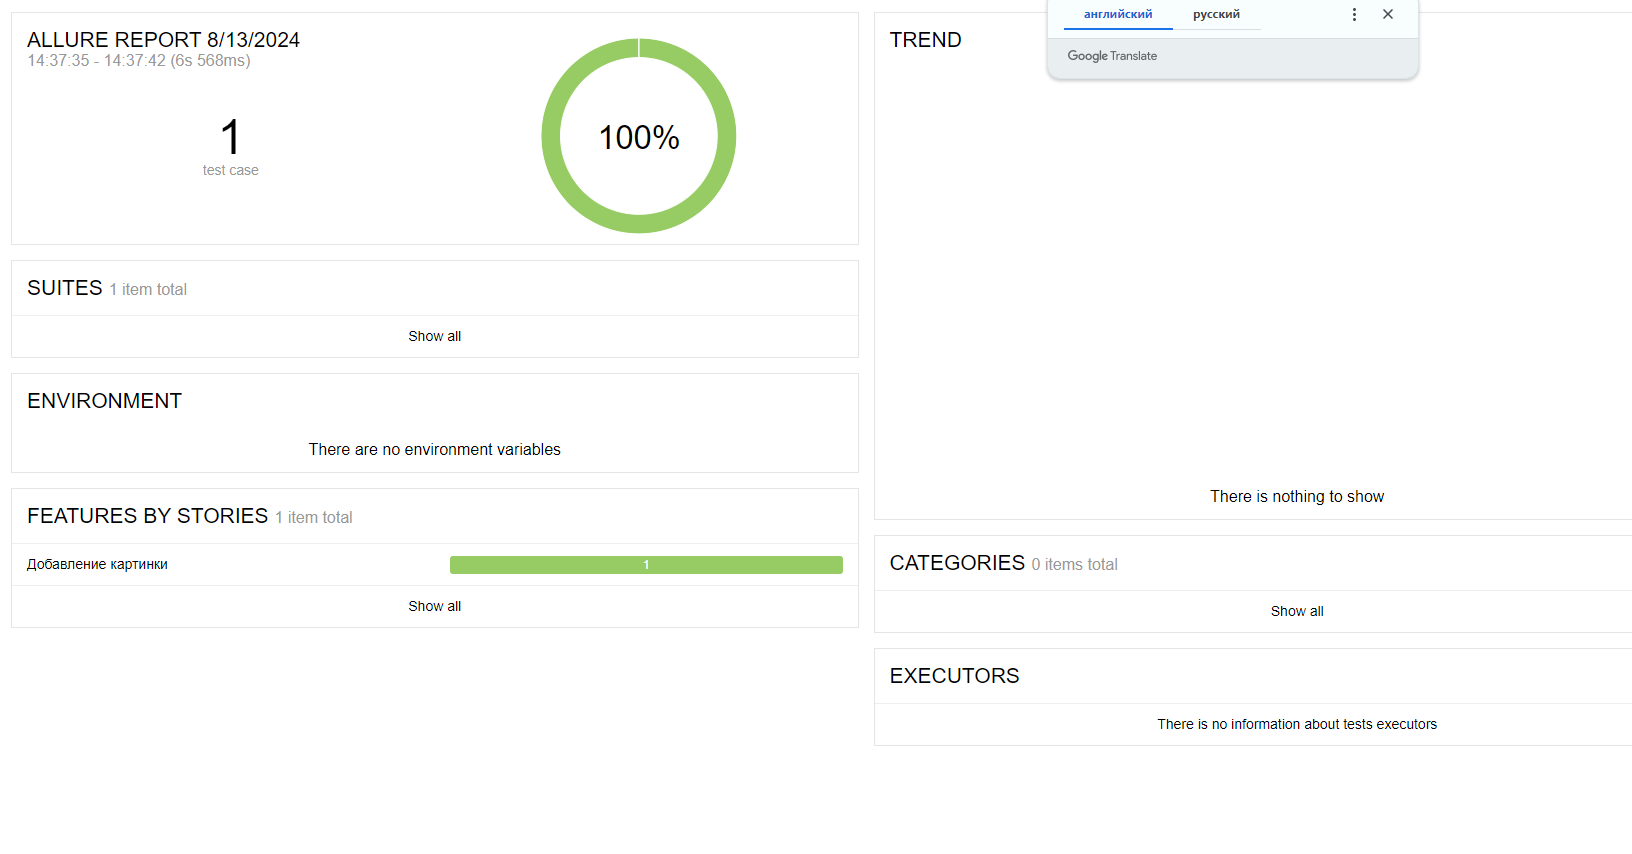 ALLURE REPORT 8/13/2024
14:37:35 - 14:37:42 (6s 568ms)
1
test case
100%
SUITES 1 item total
Show all
ENVIRONMENT
There are no environment variables
FEATURES BY STORIES 1 item total
Добавление картинки 1
Show all
TREND
английский русский
Google Translate
There is nothing to show
CATEGORIES 0 items total
Show all
EXECUTORS
There is no information about tests executors